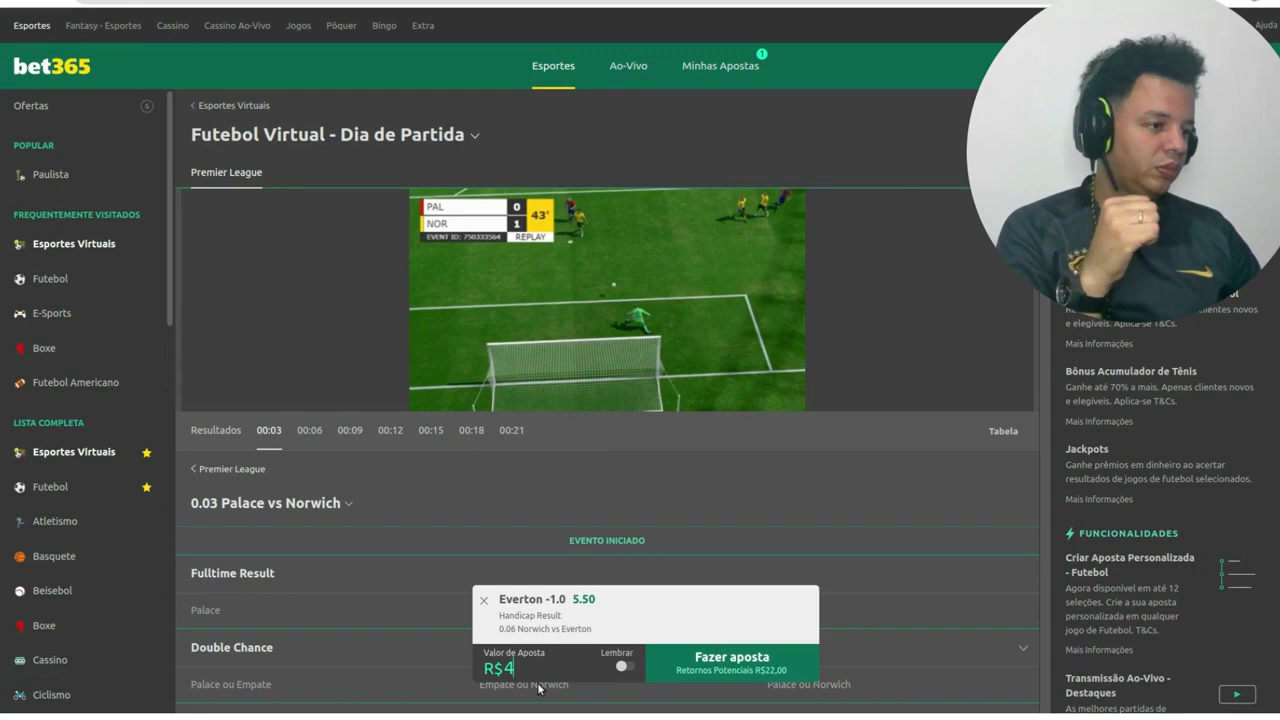 Esportes
Fantasy - Esportes
Cassino
Cassino Ao-Vivo
Jogos
Pôquer
Bingo
Extra
Ajuda
bet365
Esportes
Ao-Vivo
Minhas Apostas
1
Ofertas
5
POPULAR
Paulista
FREQUENTEMENTE VISITADOS
Esportes Virtuais
Futebol
E-Sports
Boxe
Futebol Americano
LISTA COMPLETA
Esportes Virtuais
Futebol
Atletismo
Basquete
Beisebol
Boxe
Cassino
Ciclismo
Esportes Virtuais
Futebol Virtual - Dia de Partida
Premier League
PAL 0
NOR 1
43'
EVENT ID: 750333564 REPLAY
Resultados
00:03
00:06
00:09
00:12
00:15
00:18
00:21
Tabela
Premier League
0.03 Palace vs Norwich
EVENTO INICIADO
Fulltime Result
Palace
Double Chance
Palace ou Empate
Empate ou Norwich
Palace ou Norwich
Everton -1.0 5.50
Handicap Result
0.06 Norwich vs Everton
Valor de Aposta
R$4
Lembrar
Fazer aposta
Retornos Potenciais R$22,00
e elegíveis. Aplica-se T&Cs.
Mais Informações
Bônus Acumulador de Tênis
Ganhe até 70% a mais. Apenas clientes novos
e elegíveis. Aplica-se T&Cs.
Mais Informações
Jackpots
Ganhe prêmios em dinheiro ao acertar
resultados de jogos de futebol selecionados.
Mais Informações
FUNCIONALIDADES
Criar Aposta Personalizada
- Futebol
Agora disponível em até 12
seleções. Crie a sua aposta
personalizada em qualquer
jogo de Futebol. T&Cs.
Mais Informações
Transmissão Ao-Vivo -
Destaques
As melhores partidas de